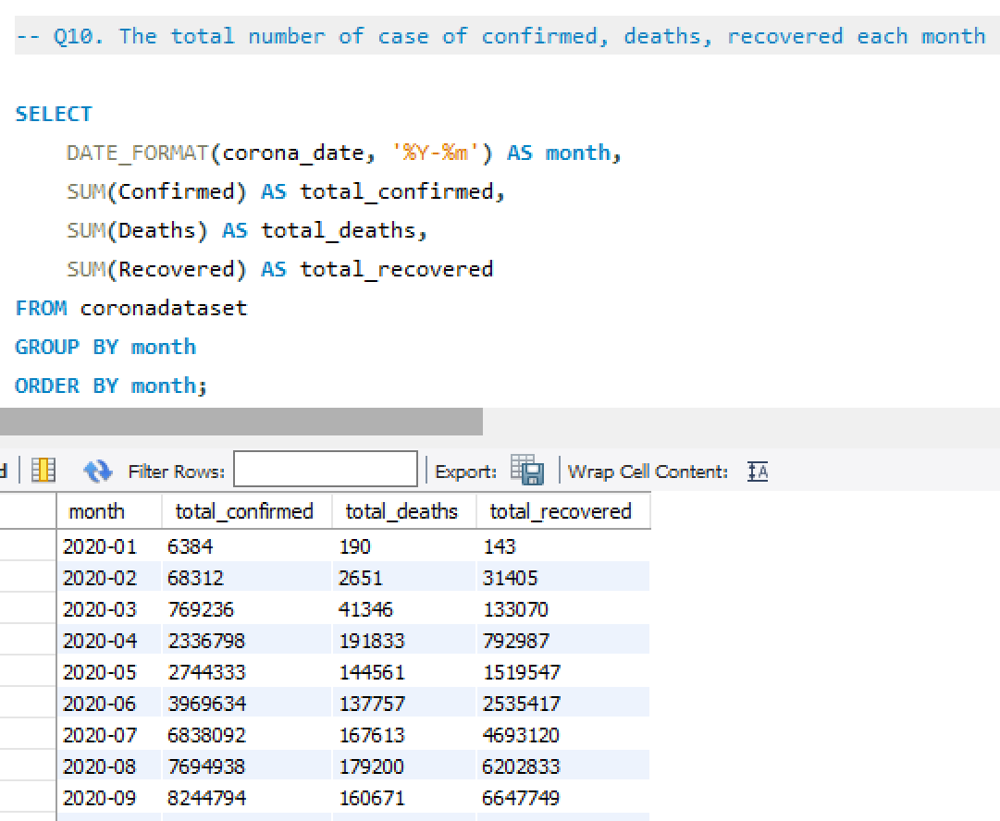 -- Q10. The total number of case of confirmed, deaths, recovered each month
SELECT
DATE_FORMAT(corona_date, '%Y-%m') AS month,
SUM(Confirmed) AS total_confirmed,
SUM(Deaths) AS total_deaths,
SUM(Recovered) AS total_recovered
FROM coronadataset
GROUP BY month
ORDER BY month;
d Filter Rows: Export: Wrap Cell Content: IA
month total_confirmed total_deaths total_recovered
2020-01 6384 190 143
2020-02 68312 2651 31405
2020-03 769236 41346 133070
2020-04 2336798 191833 792987
2020-05 2744333 144561 1519547
2020-06 3969634 137757 2535417
2020-07 6838092 167613 4693120
2020-08 7694938 179200 6202833
2020-09 8244794 160671 6647749